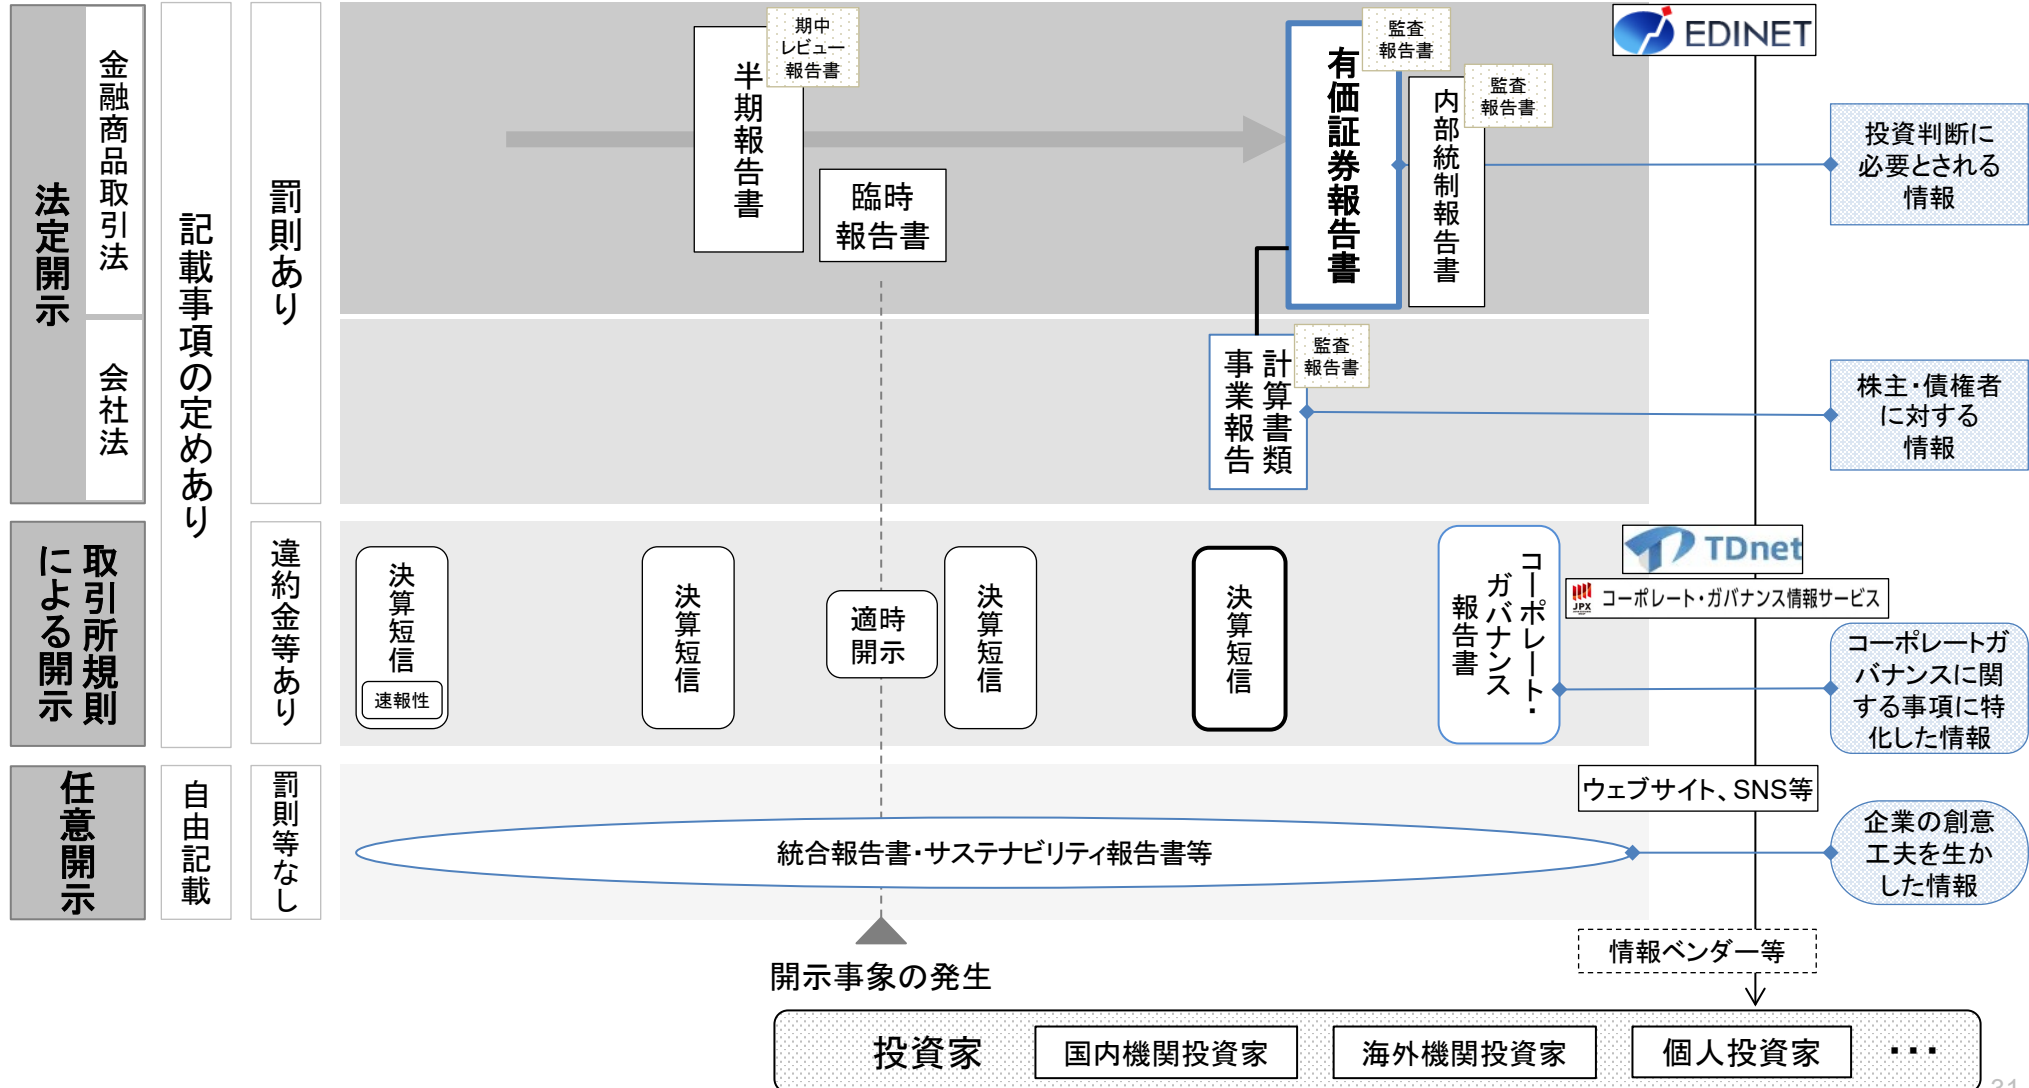 法定開示
金融商品取引法
会社法
記載事項の定めあり
罰則あり
半期報告書
期中
レビュー
報告書
臨時
報告書
有価証券報告書
監査
報告書
内部統制報告書
監査
報告書
EDINET
投資判断に
必要とされる
情報
計算書類
事業報告
監査
報告書
株主・債権者
に対する
情報
取引所規則
による開示
違約金等あり
決算短信
速報性
決算短信
適時
開示
決算短信
決算短信
コーポレート・
ガバナンス
報告書
TDnet
JPX
コーポレート・ガバナンス情報サービス
コーポレートガ
バナンスに関
する事項に特
化した情報
任意開示
自由記載
罰則等なし
統合報告書・サステナビリティ報告書等
ウェブサイト、SNS等
企業の創意
工夫を生か
した情報
開示事象の発生
情報ベンダー等
投資家
国内機関投資家
海外機関投資家
個人投資家
・・・
31